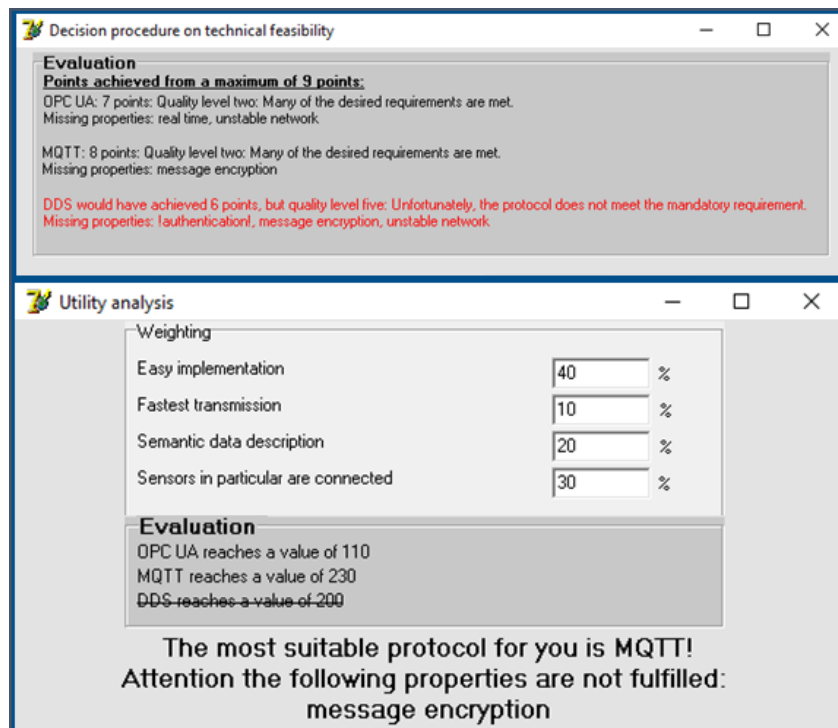 Decision procedure on technical feasibility
Evaluation
Points achieved from a maximum of 9 points:
OPC UA: 7 points: Quality level two: Many of the desired requirements are met.
Missing properties: real time, unstable network
MQTT: 8 points: Quality level two: Many of the desired requirements are met.
Missing properties: message encryption
DDS would have achieved 6 points, but quality level five: Unfortunately, the protocol does not meet the mandatory requirement.
Missing properties: !authentication!, message encryption, unstable network
Utility analysis
Weighting
Easy implementation 40 %
Fastest transmission 10 %
Semantic data description 20 %
Sensors in particular are connected 30 %
Evaluation
OPC UA reaches a value of 110
MQTT reaches a value of 230
DDS reaches a value of 200
The most suitable protocol for you is MQTT!
Attention the following properties are not fulfilled:
message encryption